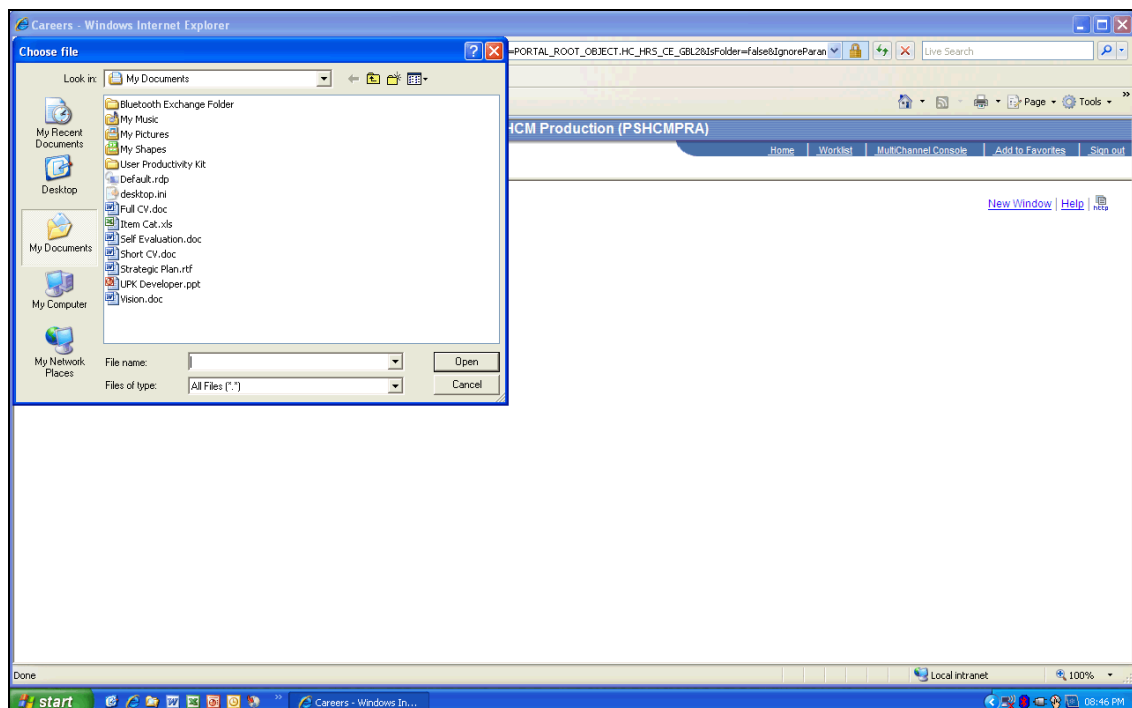 Careers - Windows Internet Explorer
Choose file
=PORTAL_ROOT_OBJECT.HC_HRS_CE_GBL2&IsFolder=false&IgnoreParan
Live Search
Look in:
My Documents
Page
Tools
»
My Recent Documents
Desktop
My Documents
My Computer
My Network Places
Bluetooth Exchange Folder
My Music
My Pictures
My Shapes
User Productivity Kit
Default.rdp
desktop.ini
Full CV.doc
Item Cat.xls
Self Evaluation.doc
Short CV.doc
Strategic Plan.rtf
UPK Developer.ppt
Vision.doc
File name:
Open
Files of type:
All Files (*.*)
Cancel
HCM Production (PSHCMPRA)
Home | Worklist | MultiChannel Console | Add to Favorites | Sign out
New Window | Help |
http
Done
Local intranet
100%
start
»
Careers - Windows In...
08:46 PM